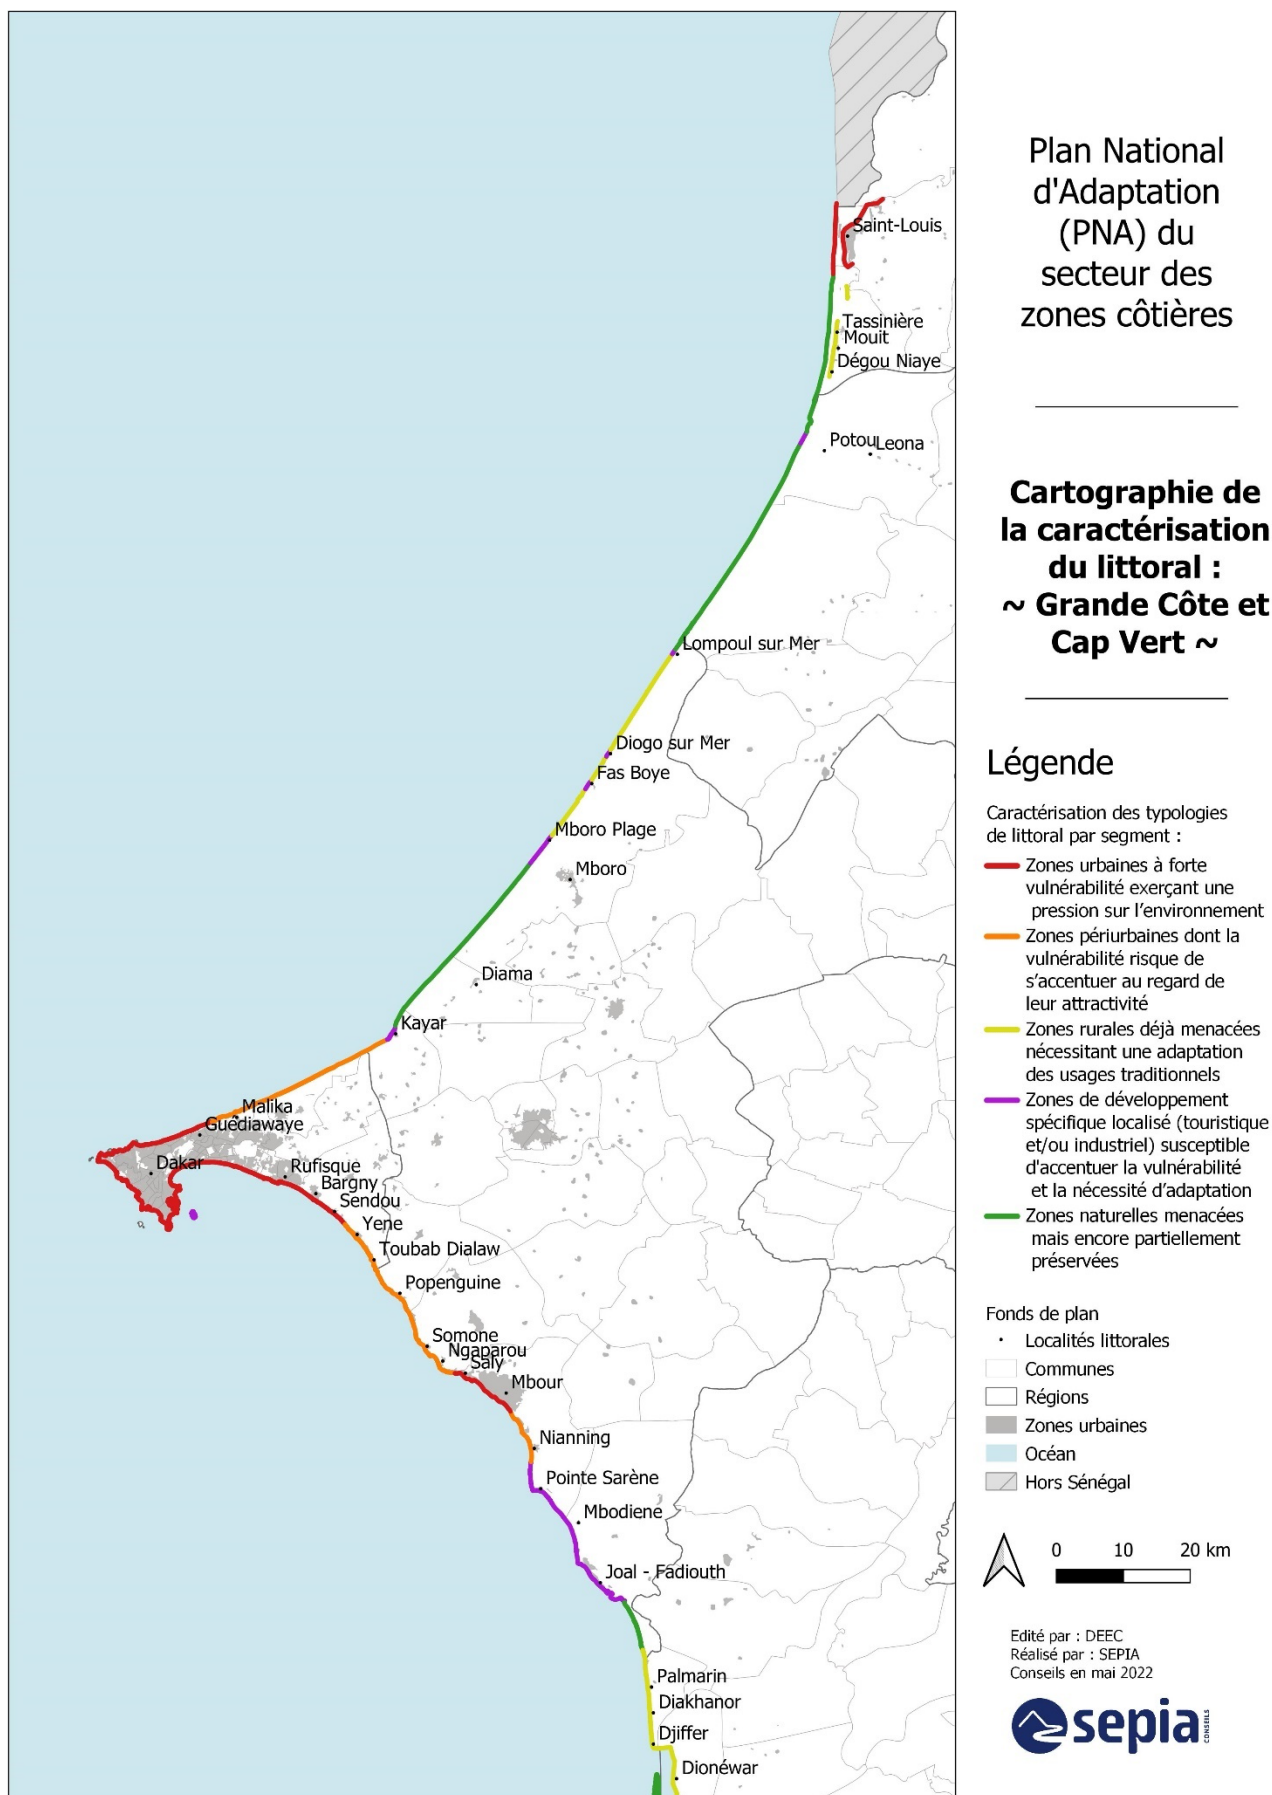 Plan National
d'Adaptation
(PNA) du
secteur des
zones côtières
Cartographie de
la caractérisation
du littoral :
~ Grande Côte et
Cap Vert ~
Légende
Caractérisation des typologies
de littoral par segment :
Zones urbaines à forte
vulnérabilité exerçant une
pression sur l'environnement
Zones périurbaines dont la
vulnérabilité risque de
s'accentuer au regard de
leur attractivité
Zones rurales déjà menacées
nécessitant une adaptation
des usages traditionnels
Zones de développement
spécifique localisé (touristique
et/ou industriel) susceptible
d'accentuer la vulnérabilité
et la nécessité d'adaptation
Zones naturelles menacées
mais encore partiellement
préservées
Fonds de plan
Localités littorales
Communes
Régions
Zones urbaines
Océan
Hors Sénégal
0 10 20 km
Edité par : DEEC
Réalisé par : SEPIA
Conseils en mai 2022
sepia
CONSEILS
Saint-Louis
Tassinière
Mouit
Dégou Niaye
Potou
Leona
Lompoul sur Mer
Diogo sur Mer
Fas Boye
Mboro Plage
Mboro
Diama
Kayar
Malika
Guédiawaye
Dakar
Rufisque
Bargny
Sendou
Yene
Toubab Dialaw
Popenguine
Somone
Ngaparou
Saly
Mbour
Nianning
Pointe Sarène
Mbodiene
Joal - Fadiouth
Palmarin
Diakhanor
Djiffer
Dionéwar